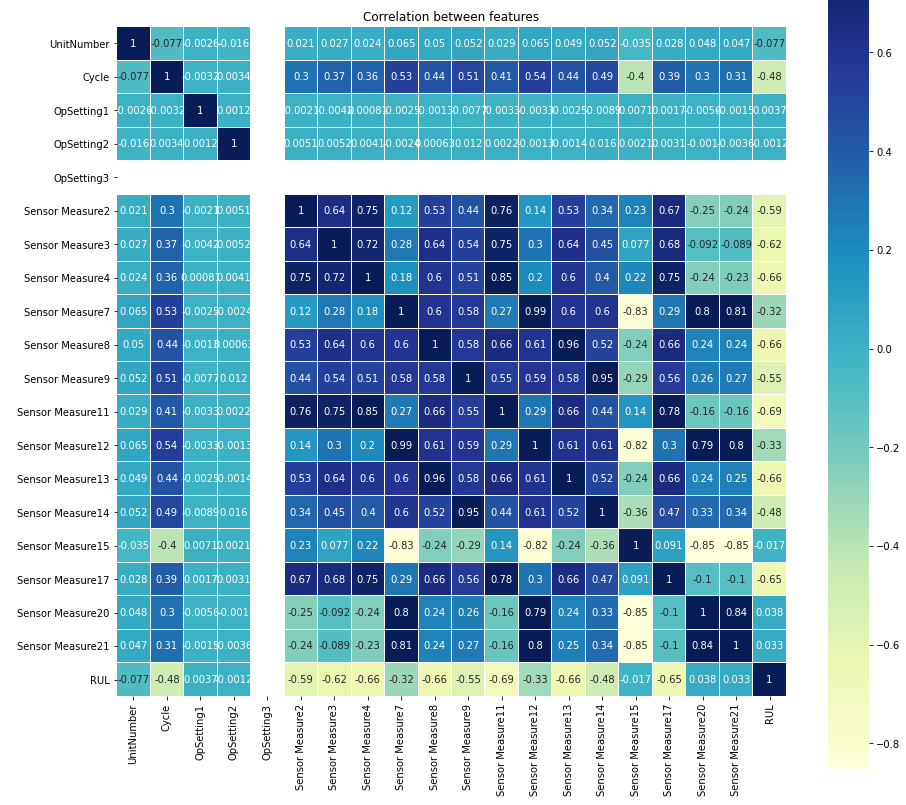 Correlation between features
UnitNumber 1 -0.077 -0.0026 -0.016 0.021 0.027 0.024 0.065 0.05 0.052 0.029 0.065 0.049 0.052 -0.035 0.028 0.048 0.047 -0.077
Cycle -0.077 1 -0.0032 0.0034 0.3 0.37 0.36 0.53 0.44 0.51 0.41 0.54 0.44 0.49 -0.4 0.39 0.3 0.31 -0.48
OpSetting1 1 0.0012
OpSetting2 -0.016 0.0034 0.0012 1 0.0051 0.0052 0.0041 0.012 0.0022 0.016 0.0021 0.0031
OpSetting3
Sensor Measure2 0.021 0.3 -0.0021 0.0051 1 0.64 0.75 0.12 0.53 0.44 0.76 0.14 0.53 0.34 0.23 0.67 -0.25 -0.24 -0.59
Sensor Measure3 0.027 0.37 -0.0042 0.0052 0.64 1 0.72 0.28 0.64 0.54 0.75 0.3 0.64 0.45 0.077 0.68 -0.092 -0.089 -0.62
Sensor Measure4 0.024 0.36 0.0041 0.75 0.72 1 0.18 0.6 0.51 0.85 0.2 0.6 0.4 0.22 0.75 -0.24 -0.23 -0.66
Sensor Measure7 0.065 0.53 -0.0025 -0.0024 0.12 0.28 0.18 1 0.6 0.58 0.27 0.99 0.6 0.6 -0.83 0.29 0.8 0.81 -0.32
Sensor Measure8 0.05 0.44 -0.0013 0.53 0.64 0.6 0.6 1 0.58 0.66 0.61 0.96 0.52 -0.24 0.66 0.24 0.24 -0.66
Sensor Measure9 0.052 0.51 -0.0077 0.012 0.44 0.54 0.51 0.58 0.58 1 0.55 0.59 0.58 0.95 -0.29 0.56 0.26 0.27 -0.55
Sensor Measure11 0.029 0.41 -0.0033 0.0022 0.76 0.75 0.85 0.27 0.66 0.55 1 0.29 0.66 0.44 0.14 0.78 -0.16 -0.16 -0.69
Sensor Measure12 0.065 0.54 -0.0033 -0.0013 0.14 0.3 0.2 0.99 0.61 0.59 0.29 1 0.61 0.61 -0.82 0.3 0.79 0.8 -0.33
Sensor Measure13 0.049 0.44 -0.0025 -0.0014 0.53 0.64 0.6 0.6 0.96 0.58 0.66 0.61 1 0.52 -0.24 0.66 0.24 0.25 -0.66
Sensor Measure14 0.052 0.49 -0.0089 0.016 0.34 0.45 0.4 0.6 0.52 0.95 0.44 0.61 0.52 1 -0.36 0.47 0.33 0.34 -0.48
Sensor Measure15 -0.035 -0.4 0.0071 0.0021 0.23 0.077 0.22 -0.83 -0.24 -0.29 0.14 -0.82 -0.24 -0.36 1 0.091 -0.85 -0.85 -0.017
Sensor Measure17 0.028 0.39 0.0017 0.0031 0.67 0.68 0.75 0.29 0.66 0.56 0.78 0.3 0.66 0.47 0.091 1 -0.1 -0.1 -0.65
Sensor Measure20 0.048 0.3 -0.0056 -0.001 -0.25 -0.092 -0.24 0.8 0.24 0.26 -0.16 0.79 0.24 0.33 -0.85 -0.1 1 0.84 0.038
Sensor Measure21 0.047 0.31 -0.0015 -0.0036 -0.24 -0.089 -0.23 0.81 0.24 0.27 -0.16 0.8 0.25 0.34 -0.85 -0.1 0.84 1 0.033
RUL -0.077 -0.48 0.0037 -0.0012 -0.59 -0.62 -0.66 -0.32 -0.66 -0.55 -0.69 -0.33 -0.66 -0.48 -0.017 -0.65 0.038 0.033 1
UnitNumber
Cycle
OpSetting1
OpSetting2
OpSetting3
Sensor Measure2
Sensor Measure3
Sensor Measure4
Sensor Measure7
Sensor Measure8
Sensor Measure9
Sensor Measure11
Sensor Measure12
Sensor Measure13
Sensor Measure14
Sensor Measure15
Sensor Measure17
Sensor Measure20
Sensor Measure21
RUL
0.6
0.4
0.2
0.0
−0.2
−0.4
−0.6
−0.8